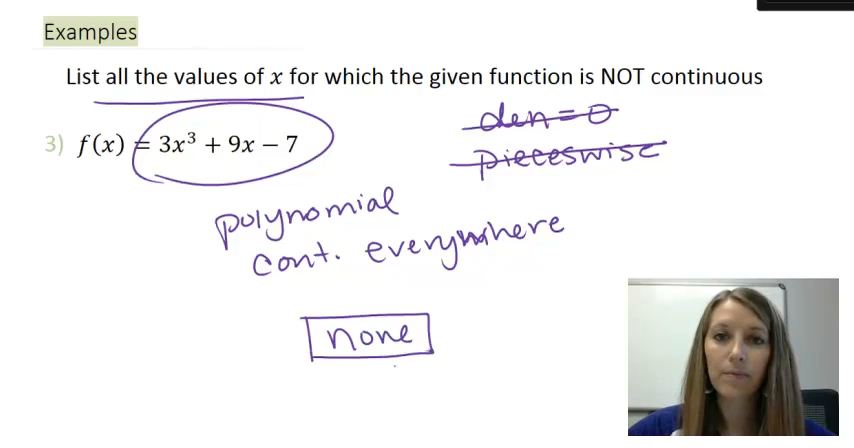 Examples
List all the values of x for which the given function is NOT continuous
3) f(x) = 3x³ + 9x − 7
den = 0
pieceswise
polynomial
cont. everywhere
none